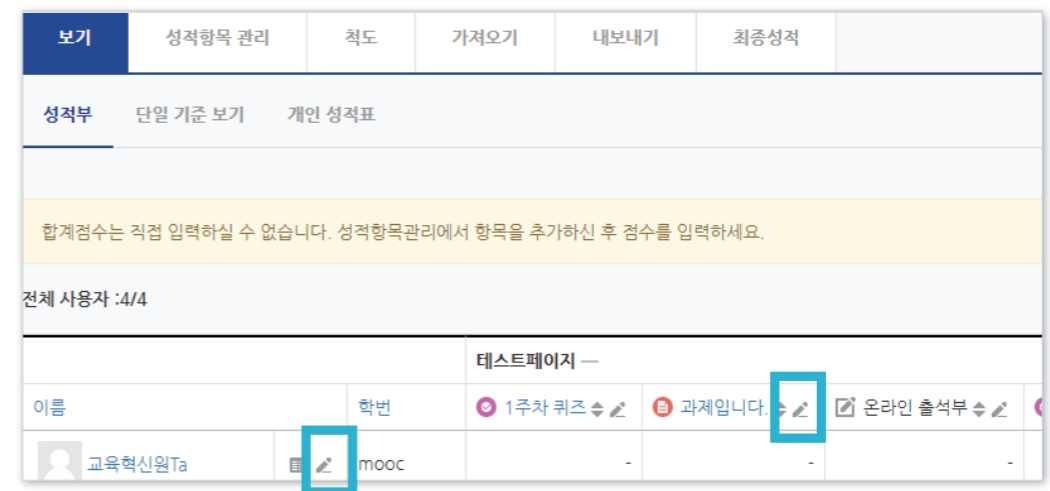 보기 성적항목 관리 척도 가져오기 내보내기 최종성적
성적부 단일 기준 보기 개인 성적표
합계점수는 직접 입력하실 수 없습니다. 성적항목관리에서 항목을 추가하신 후 점수를 입력하세요.
전체 사용자 :4/4
테스트페이지 —
이름 학번 1주차 퀴즈 과제입니다. 온라인 출석부
교육혁신원Ta mooc - - -